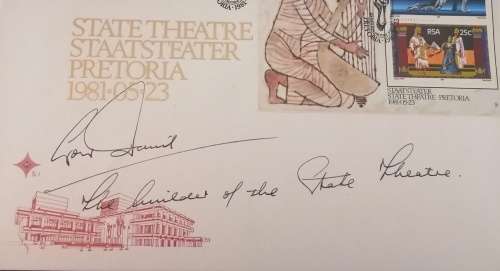 STATE THEATRE
STAATSTEATER
PRETORIA
1981·05·23
RSA 25c
STAATSTEATER
STATE THEATRE · PRETORIA
1981-05-23
The builder of the State Theatre.